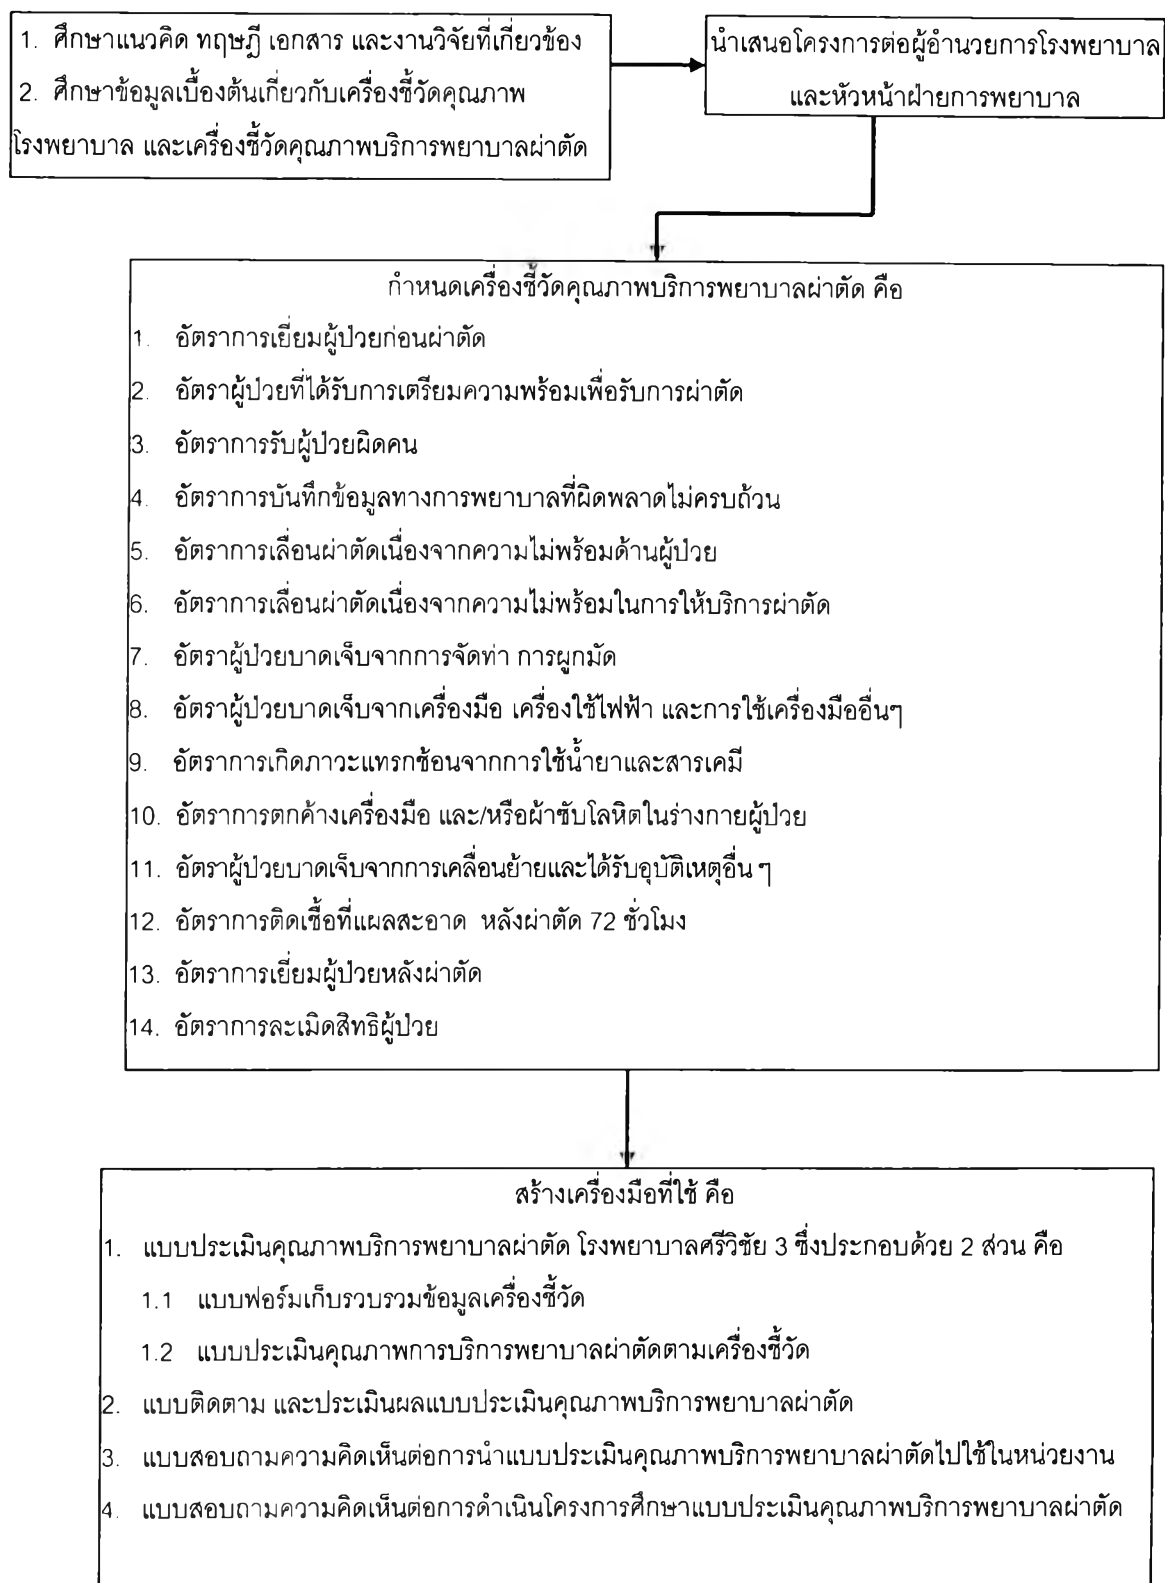 1. ศึกษาแนวคิด ทฤษฎี เอกสาร และงานวิจัยที่เกี่ยวข้อง
2. ศึกษาข้อมูลเบื้องต้นเกี่ยวกับเครื่องชี้วัดคุณภาพ
โรงพยาบาล และเครื่องชี้วัดคุณภาพบริการพยาบาลผ่าตัด
นำเสนอโครงการต่อผู้อำนวยการโรงพยาบาล
และหัวหน้าฝ่ายการพยาบาล
กำหนดเครื่องชี้วัดคุณภาพบริการพยาบาลผ่าตัด คือ
1. อัตราการเยี่ยมผู้ป่วยก่อนผ่าตัด
2. อัตราผู้ป่วยที่ได้รับการเตรียมความพร้อมเพื่อรับการผ่าตัด
3. อัตราการรับผู้ป่วยผิดคน
4. อัตราการบันทึกข้อมูลทางการพยาบาลที่ผิดพลาดไม่ครบถ้วน
5. อัตราการเลื่อนผ่าตัดเนื่องจากความไม่พร้อมด้านผู้ป่วย
6. อัตราการเลื่อนผ่าตัดเนื่องจากความไม่พร้อมในการให้บริการผ่าตัด
7. อัตราผู้ป่วยบาดเจ็บจากการจัดท่า การผูกมัด
8. อัตราผู้ป่วยบาดเจ็บจากเครื่องมือ เครื่องใช้ไฟฟ้า และการใช้เครื่องมืออื่นๆ
9. อัตราการเกิดภาวะแทรกซ้อนจากการใช้น้ำยาและสารเคมี
10. อัตราการตกค้างเครื่องมือ และ/หรือผ้าซับโลหิตในร่างกายผู้ป่วย
11. อัตราผู้ป่วยบาดเจ็บจากการเคลื่อนย้ายและได้รับอุบัติเหตุอื่น ๆ
12. อัตราการติดเชื้อที่แผลสะอาด หลังผ่าตัด 72 ชั่วโมง
13. อัตราการเยี่ยมผู้ป่วยหลังผ่าตัด
14. อัตราการละเมิดสิทธิผู้ป่วย
สร้างเครื่องมือที่ใช้ คือ
1. แบบประเมินคุณภาพบริการพยาบาลผ่าตัด โรงพยาบาลศรีวิชัย 3 ซึ่งประกอบด้วย 2 ส่วน คือ
1.1 แบบฟอร์มเก็บรวบรวมข้อมูลเครื่องชี้วัด
1.2 แบบประเมินคุณภาพการบริการพยาบาลผ่าตัดตามเครื่องชี้วัด
2. แบบติดตาม และประเมินผลแบบประเมินคุณภาพบริการพยาบาลผ่าตัด
3. แบบสอบถามความคิดเห็นต่อการนำแบบประเมินคุณภาพบริการพยาบาลผ่าตัดไปใช้ในหน่วยงาน
4. แบบสอบถามความคิดเห็นต่อการดำเนินโครงการศึกษาแบบประเมินคุณภาพบริการพยาบาลผ่าตัด